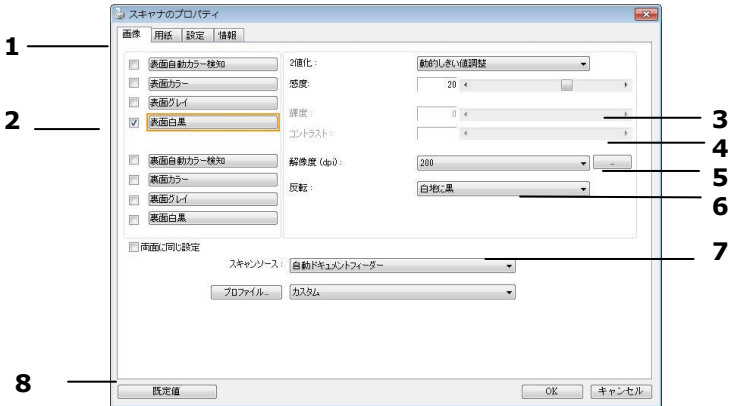 スキャナのプロパティ
画像 用紙 設定 情報
1
表面自動カラー検知
2値化: 動的しきい値調整
表面カラー
感度: 20
表面グレイ
2
表面白黒
輝度: 0
3
コントラスト:
4
裏面自動カラー検知
解像度 (dpi): 200 ...
5
裏面カラー
反転: 白地に黒
6
裏面グレイ
裏面白黒
両面に同じ設定
7
スキャンソース: 自動ドキュメントフィーダー
プロファイル... カスタム
8
既定値 OK キャンセル